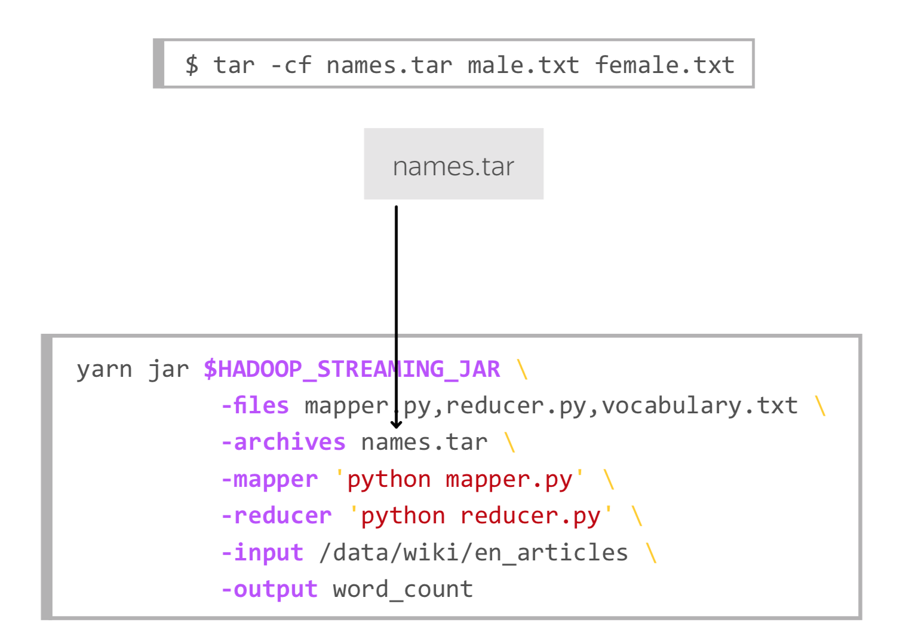 $ tar -cf names.tar male.txt female.txt
names.tar
yarn jar $HADOOP_STREAMING_JAR \
-files mapper.py,reducer.py,vocabulary.txt \
-archives names.tar \
-mapper 'python mapper.py' \
-reducer 'python reducer.py' \
-input /data/wiki/en_articles \
-output word_count